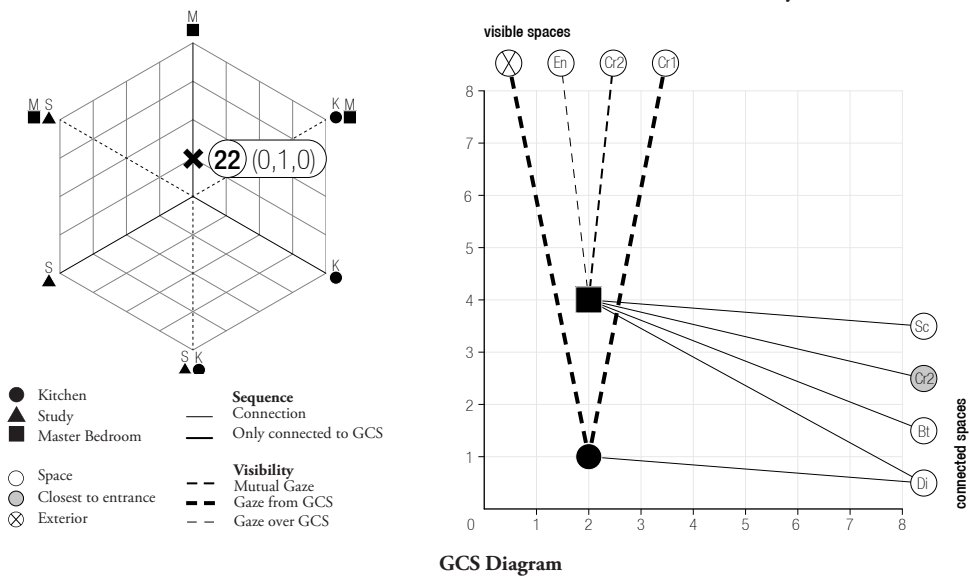 M
M S
K M
22 (0,1,0)
S
K
S K
Kitchen
Study
Master Bedroom
Space
Closest to entrance
Exterior
Sequence
Connection
Only connected to GCS
Visibility
Mutual Gaze
Gaze from GCS
Gaze over GCS
visible spaces
En
Cr2
Cr1
8
7
6
5
4
3
2
1
0
1
2
3
4
5
6
7
8
Sc
Cr2
Bt
Di
connected spaces
GCS Diagram